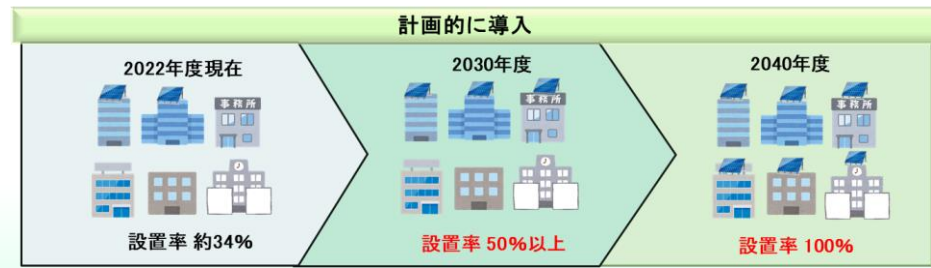 計画的に導入
2022年度現在
事務所
設置率 約34%
2030年度
事務所
設置率 50%以上
2040年度
事務所
設置率 100%